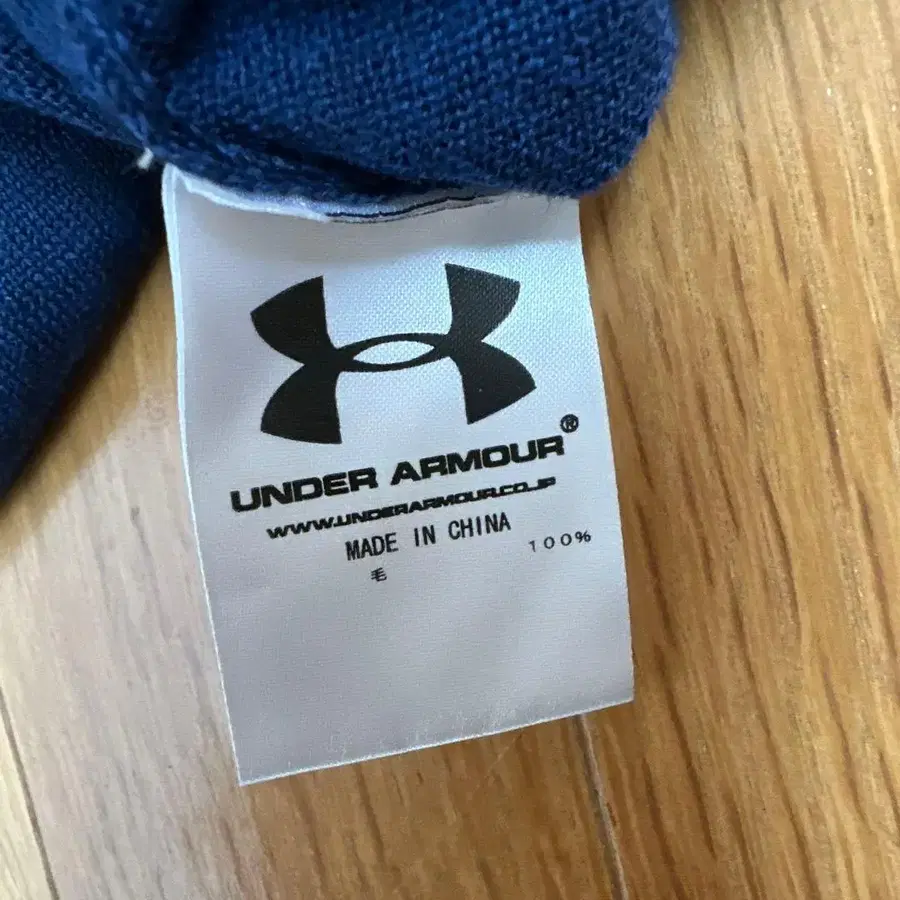 UNDER ARMOUR®
WWW.UNDERARMOUR.CO.JP
MADE IN CHINA
毛 100%